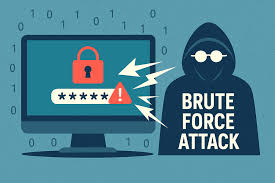 *****
BRUTE
FORCE
ATTACK